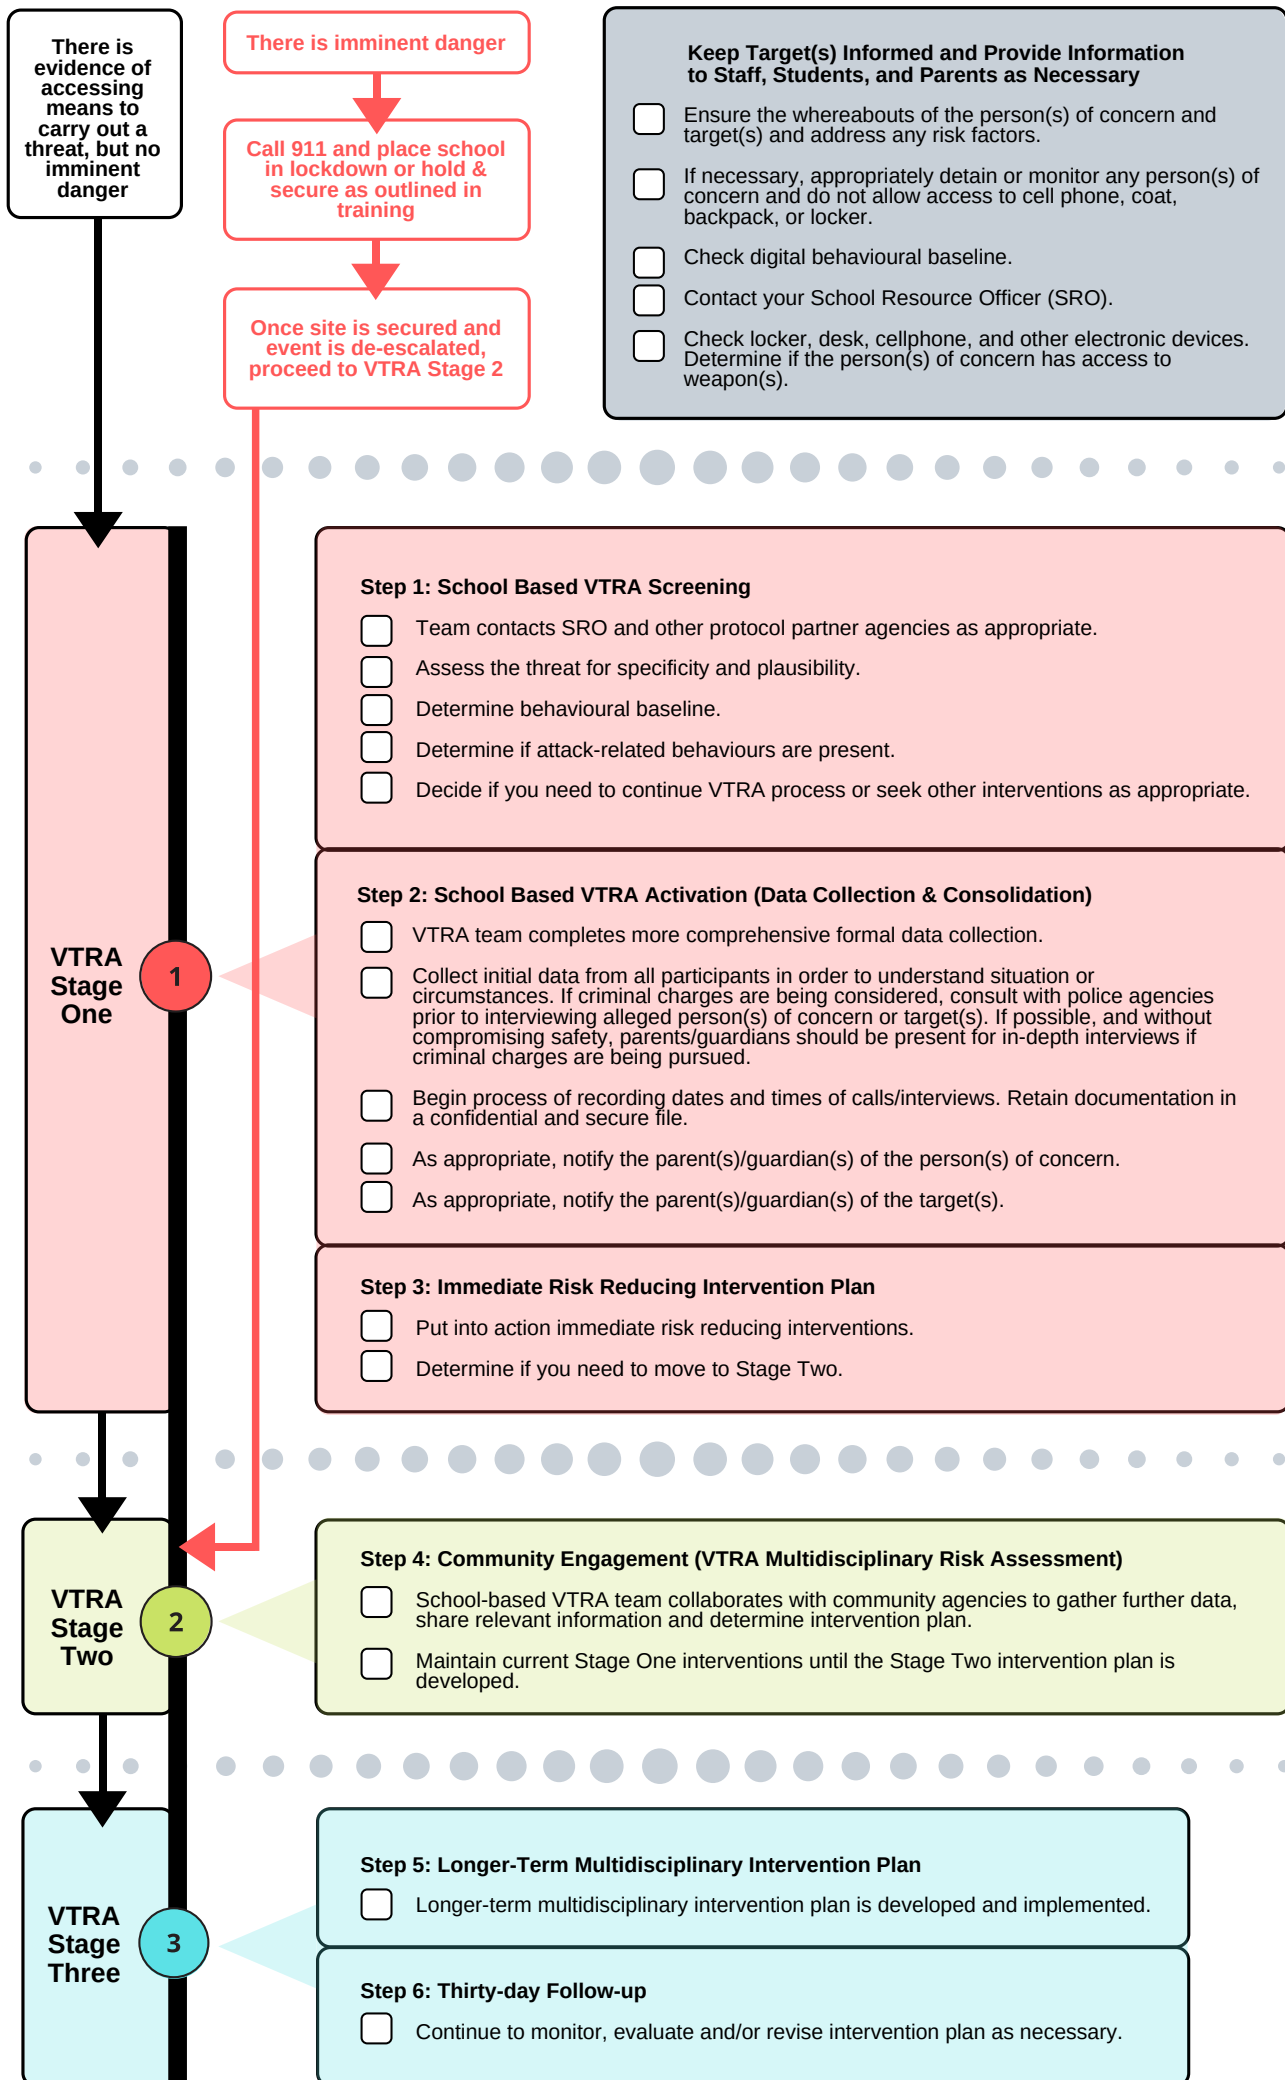 There is
evidence of
accessing
means to
carry out a
threat, but no
imminent
danger
There is imminent danger
Call 911 and place school
in lockdown or hold &
secure as outlined in
training
Once site is secured and
event is de-escalated,
proceed to VTRA Stage 2
Keep Target(s) Informed and Provide Information
to Staff, Students, and Parents as Necessary
Ensure the whereabouts of the person(s) of concern and
target(s) and address any risk factors.
If necessary, appropriately detain or monitor any person(s) of
concern and do not allow access to cell phone, coat,
backpack, or locker.
Check digital behavioural baseline.
Contact your School Resource Officer (SRO).
Check locker, desk, cellphone, and other electronic devices.
Determine if the person(s) of concern has access to
weapon(s).
VTRA
Stage
One
1
Step 1: School Based VTRA Screening
Team contacts SRO and other protocol partner agencies as appropriate.
Assess the threat for specificity and plausibility.
Determine behavioural baseline.
Determine if attack-related behaviours are present.
Decide if you need to continue VTRA process or seek other interventions as appropriate.
Step 2: School Based VTRA Activation (Data Collection & Consolidation)
VTRA team completes more comprehensive formal data collection.
Collect initial data from all participants in order to understand situation or
circumstances. If criminal charges are being considered, consult with police agencies
prior to interviewing alleged person(s) of concern or target(s). If possible, and without
compromising safety, parents/guardians should be present for in-depth interviews if
criminal charges are being pursued.
Begin process of recording dates and times of calls/interviews. Retain documentation in
a confidential and secure file.
As appropriate, notify the parent(s)/guardian(s) of the person(s) of concern.
As appropriate, notify the parent(s)/guardian(s) of the target(s).
Step 3: Immediate Risk Reducing Intervention Plan
Put into action immediate risk reducing interventions.
Determine if you need to move to Stage Two.
VTRA
Stage
Two
2
Step 4: Community Engagement (VTRA Multidisciplinary Risk Assessment)
School-based VTRA team collaborates with community agencies to gather further data,
share relevant information and determine intervention plan.
Maintain current Stage One interventions until the Stage Two intervention plan is
developed.
VTRA
Stage
Three
3
Step 5: Longer-Term Multidisciplinary Intervention Plan
Longer-term multidisciplinary intervention plan is developed and implemented.
Step 6: Thirty-day Follow-up
Continue to monitor, evaluate and/or revise intervention plan as necessary.